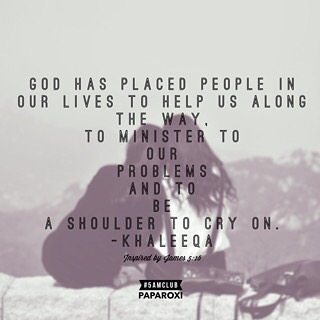 GOD HAS PLACED PEOPLE IN
OUR LIVES TO HELP US ALONG
THE WAY,
TO MINISTER TO
OUR
PROBLEMS
AND TO
BE
A SHOULDER TO CRY ON.
-KHALEEQA
Inspired by James 5:16
#5AMCLUB
PAPAROXI